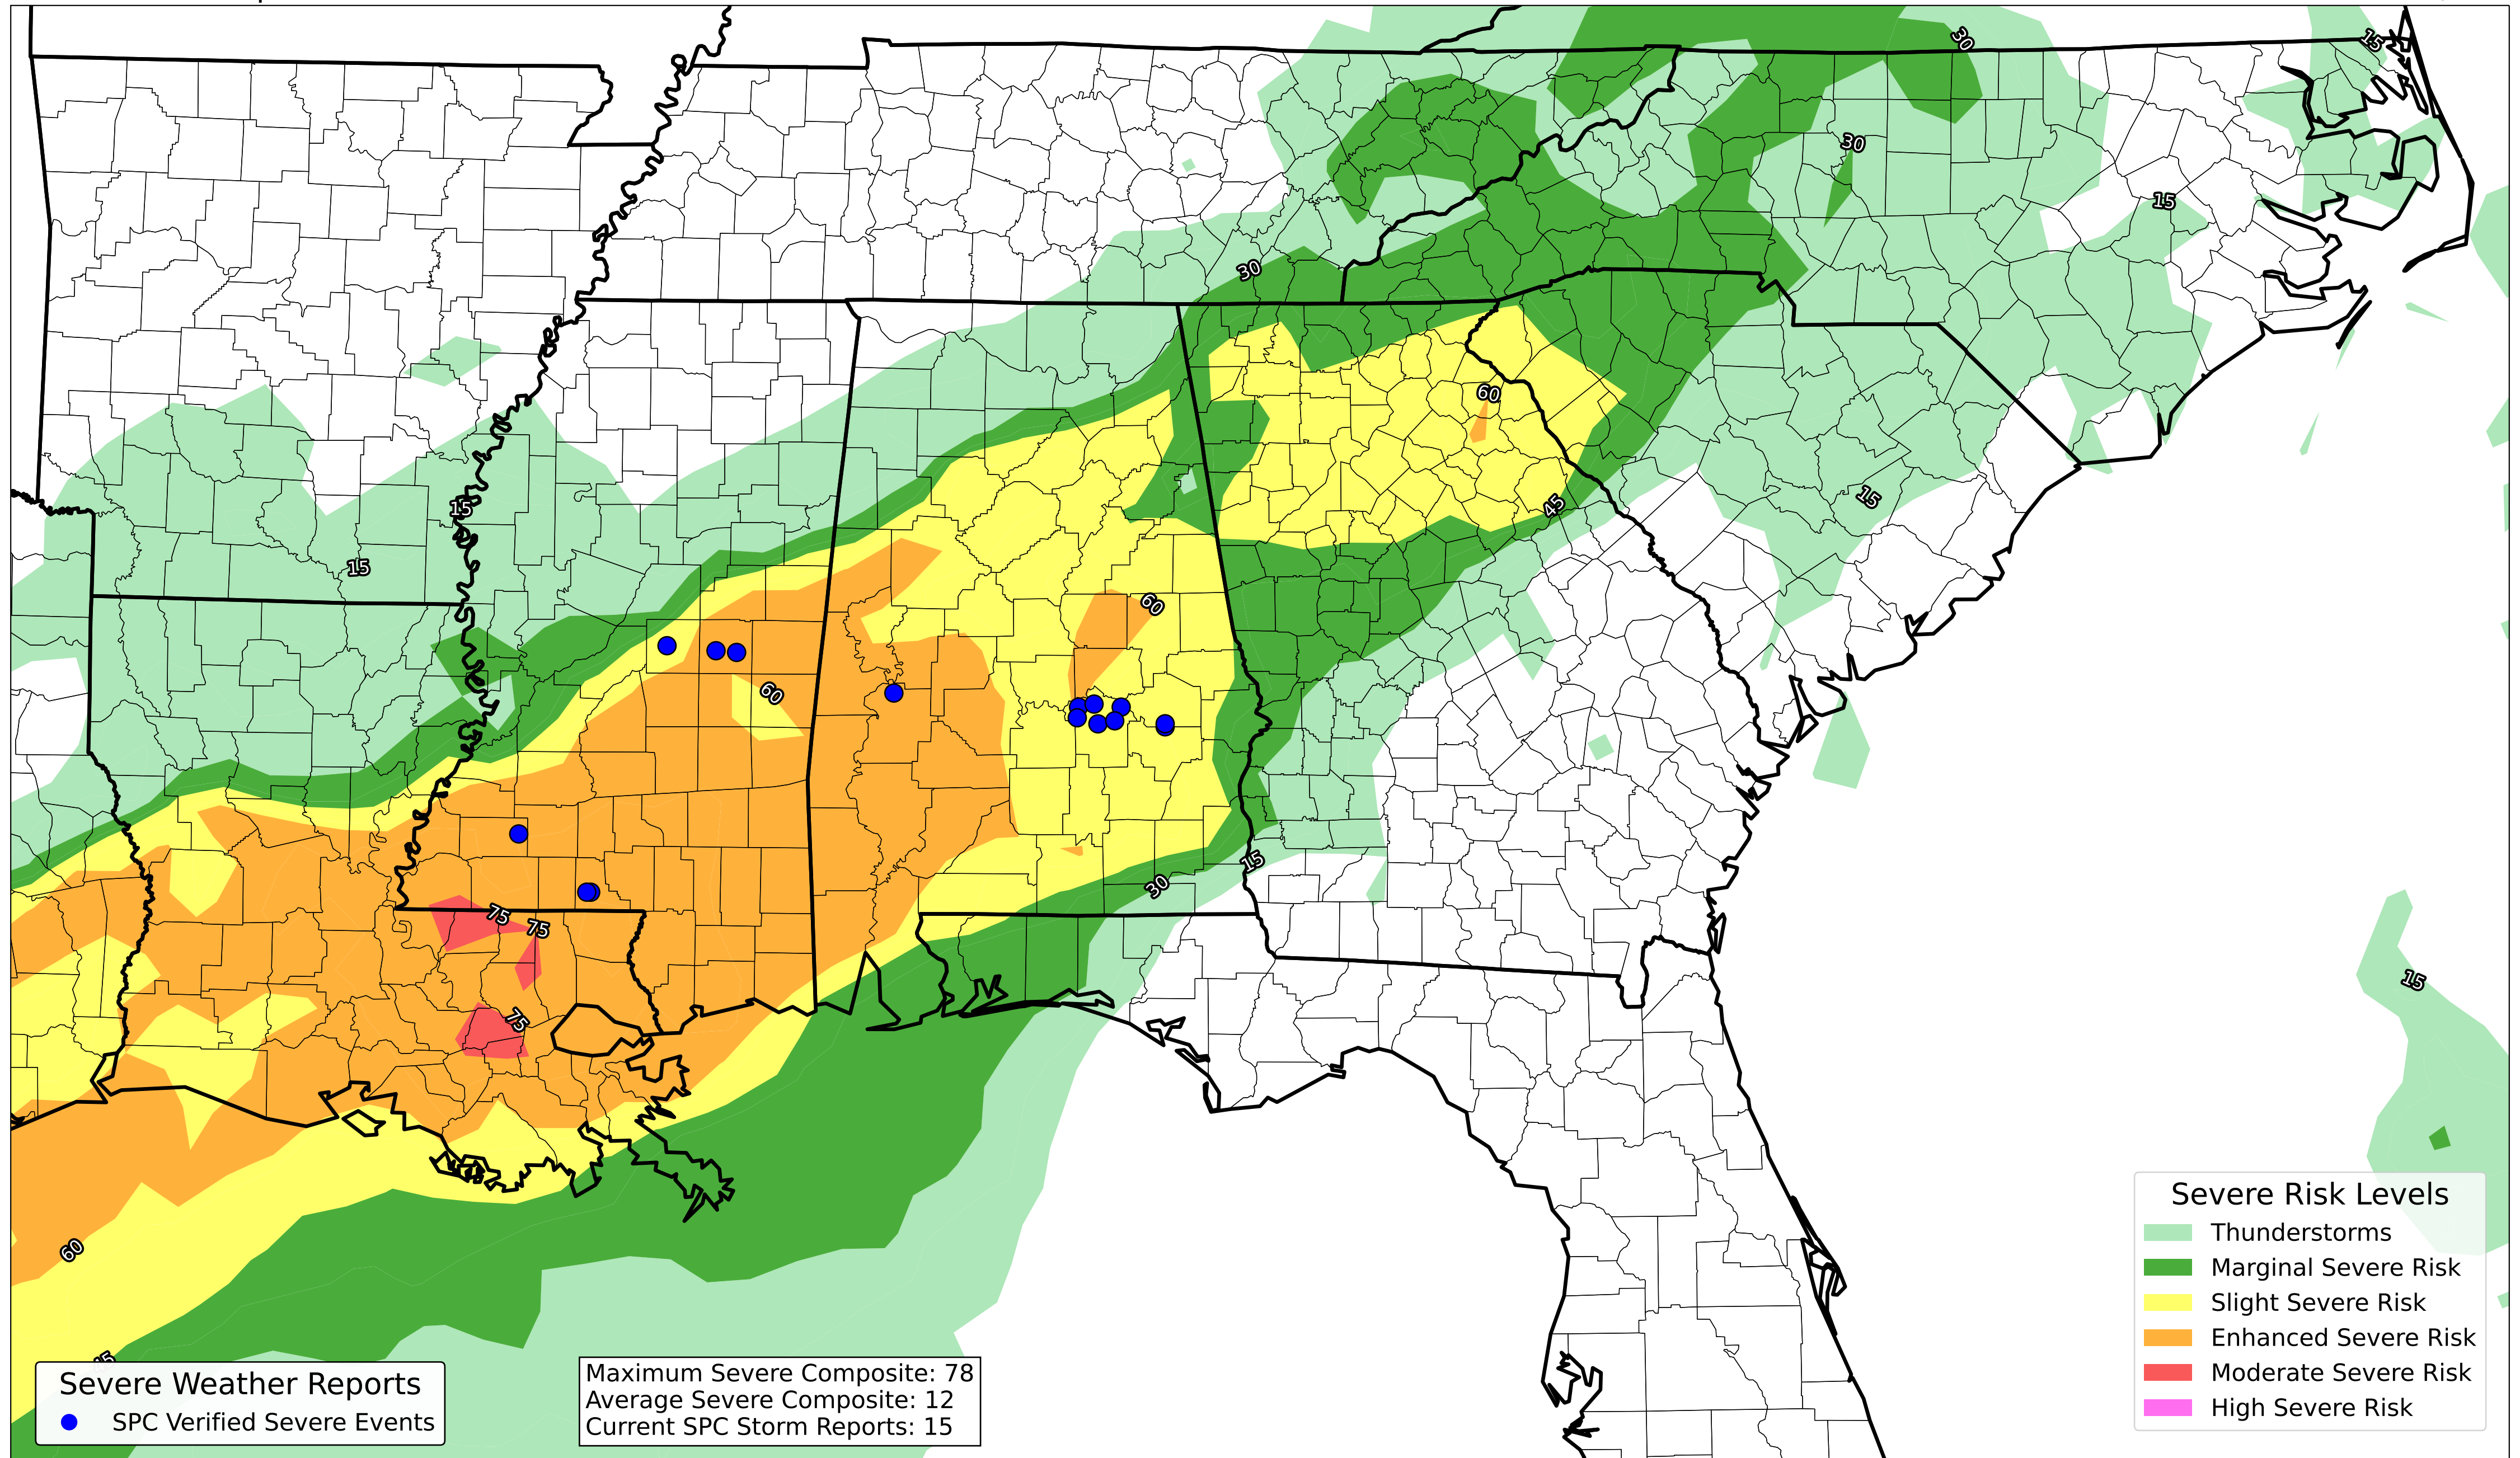 30
15
30
15
30
60
15
45
15
15
60
60
15
30
75
75
15
75
60
Severe Risk Levels
Thunderstorms
Marginal Severe Risk
Slight Severe Risk
Enhanced Severe Risk
Moderate Severe Risk
High Severe Risk
Severe Weather Reports
SPC Verified Severe Events
Maximum Severe Composite: 78
Average Severe Composite: 12
Current SPC Storm Reports: 15